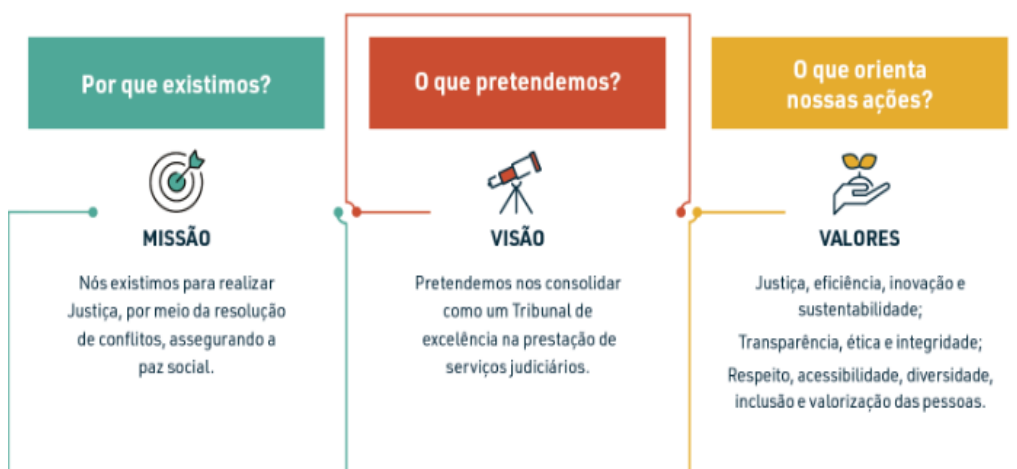 Por que existimos?
MISSÃO
Nós existimos para realizar
Justiça, por meio da resolução
de conflitos, assegurando a
paz social.
O que pretendemos?
VISÃO
Pretendemos nos consolidar
como um Tribunal de
excelência na prestação de
serviços judiciários.
O que orienta
nossas ações?
VALORES
Justiça, eficiência, inovação e
sustentabilidade;
Transparência, ética e integridade;
Respeito, acessibilidade, diversidade,
inclusão e valorização das pessoas.